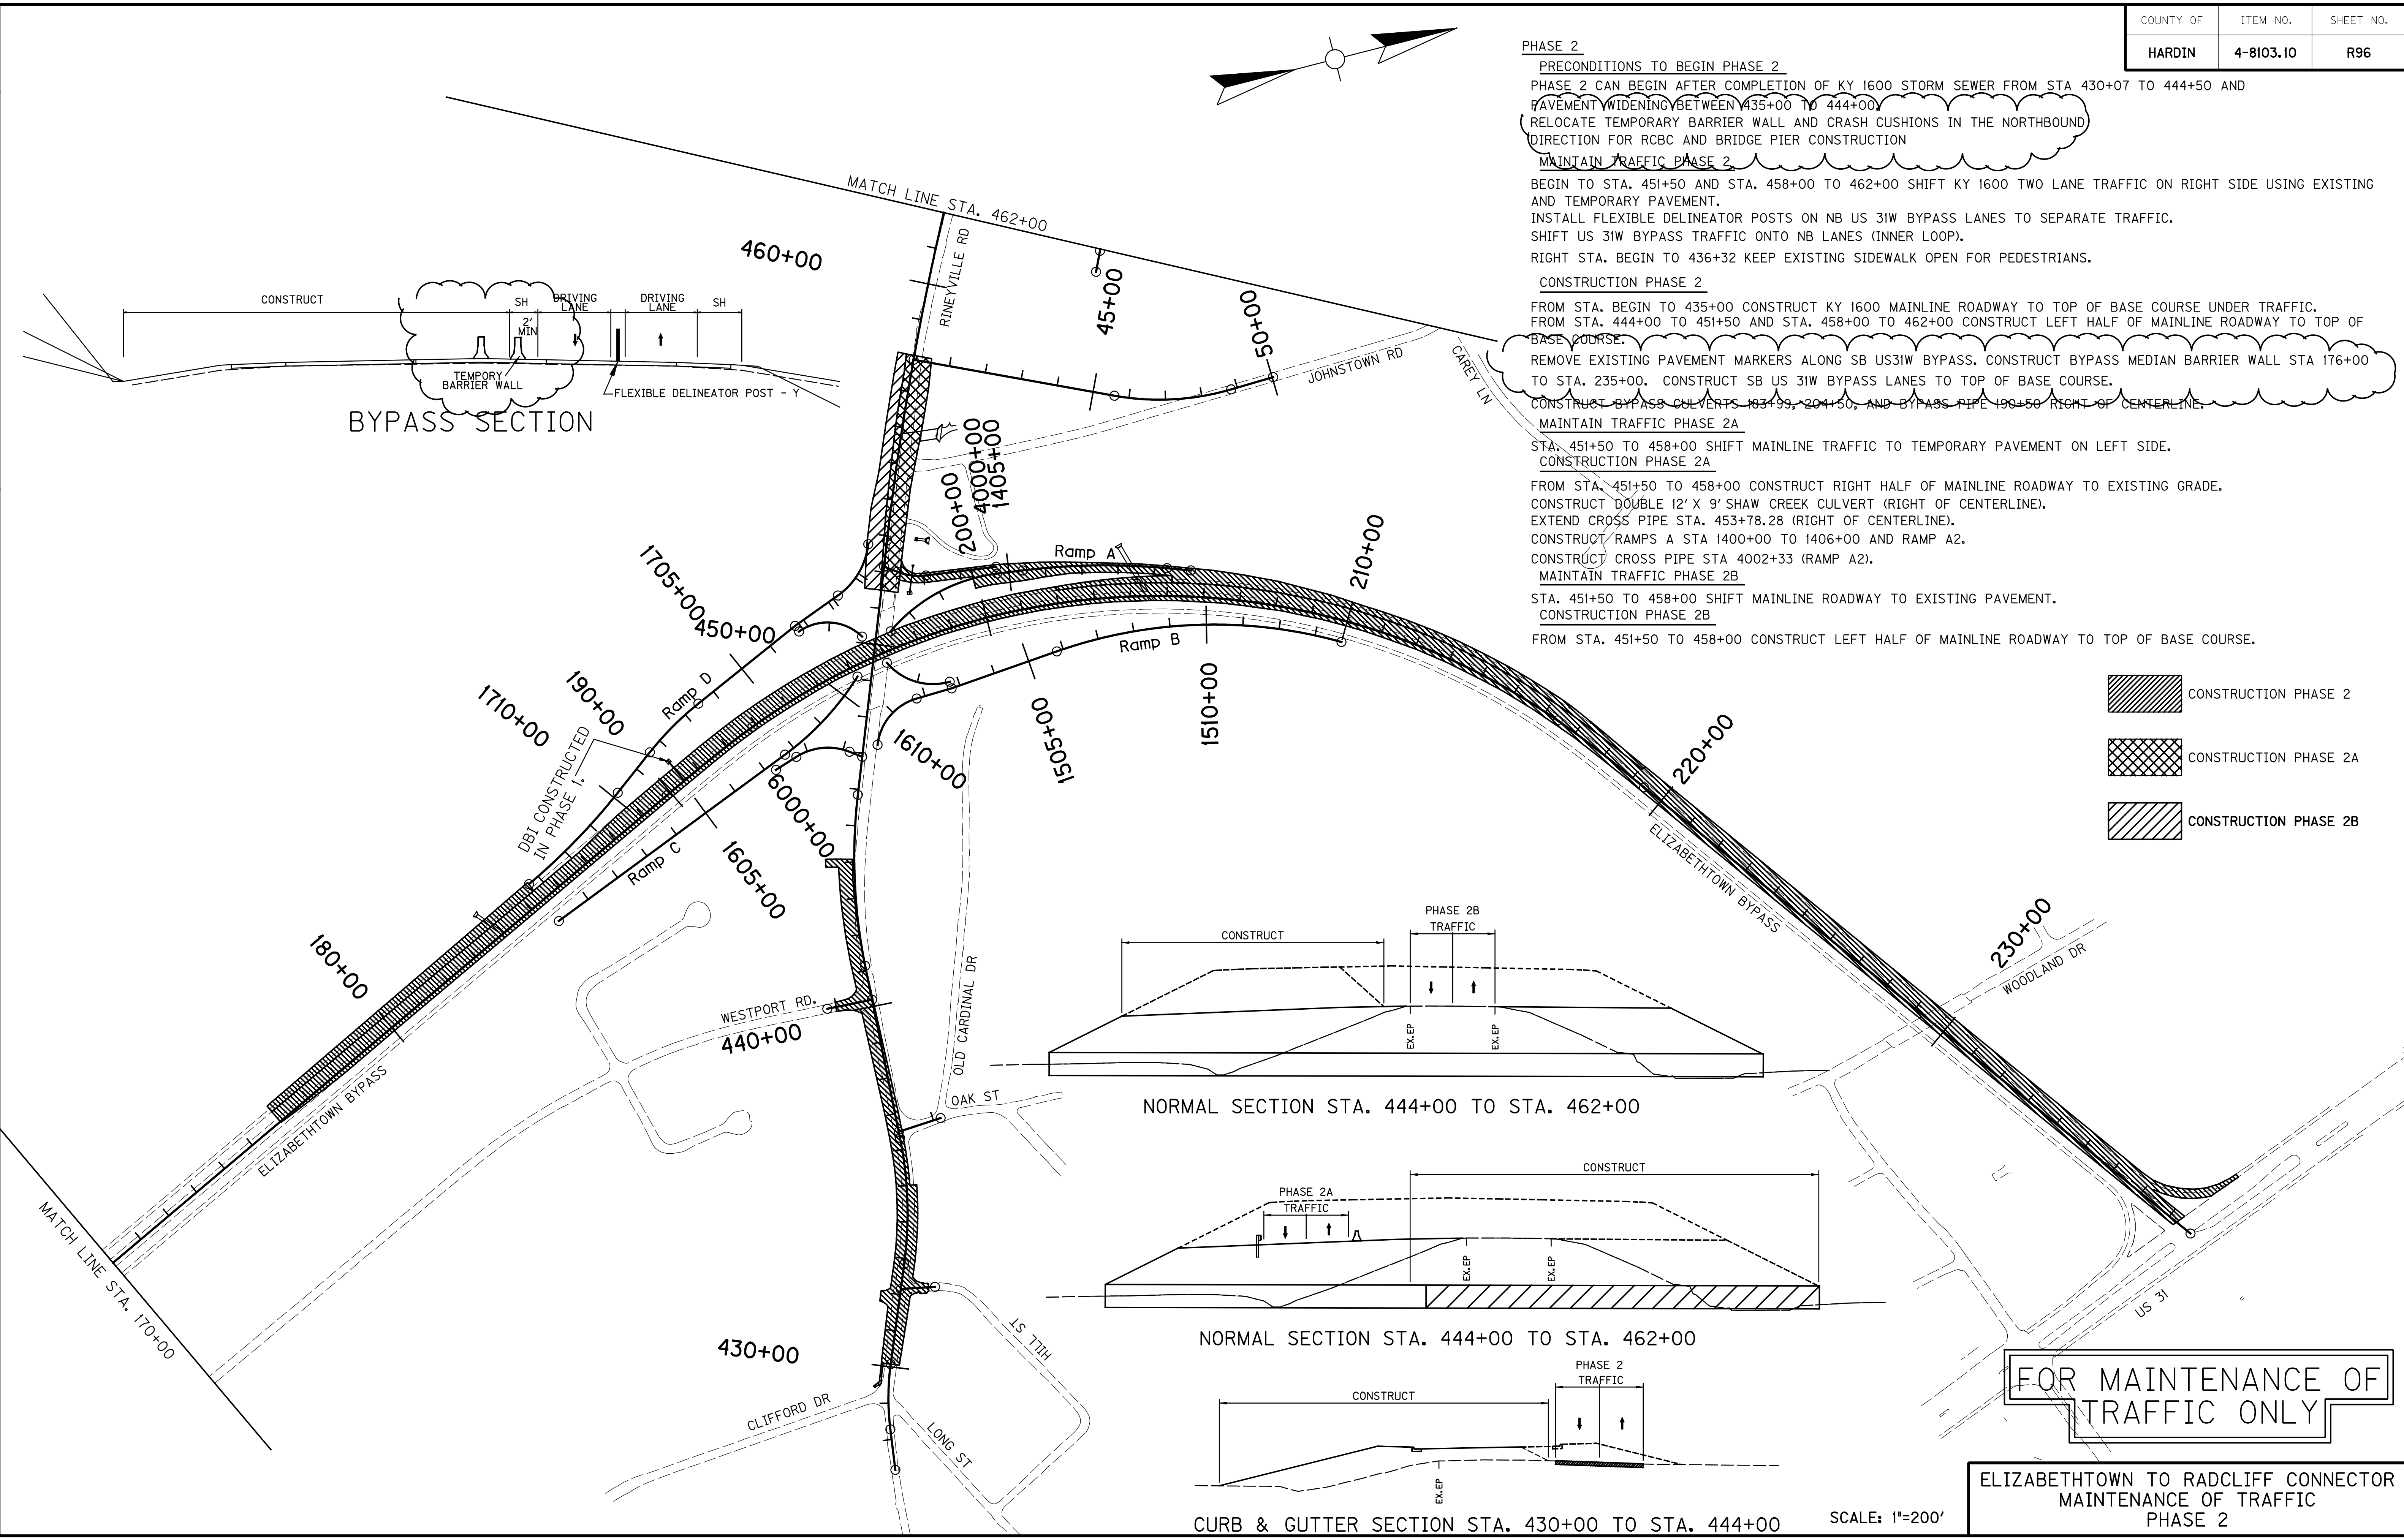 COUNTY OF
ITEM NO.
SHEET NO.
HARDIN
4-8103.10
R96
PHASE 2
PRECONDITIONS TO BEGIN PHASE 2
PHASE 2 CAN BEGIN AFTER COMPLETION OF KY 1600 STORM SEWER FROM STA 430+07 TO 444+50 AND
PAVEMENT WIDENING BETWEEN 435+00 TO 444+00.
RELOCATE TEMPORARY BARRIER WALL AND CRASH CUSHIONS IN THE NORTHBOUND
DIRECTION FOR RCBC AND BRIDGE PIER CONSTRUCTION
MAINTAIN TRAFFIC PHASE 2
BEGIN TO STA. 451+50 AND STA. 458+00 TO 462+00 SHIFT KY 1600 TWO LANE TRAFFIC ON RIGHT SIDE USING EXISTING
AND TEMPORARY PAVEMENT.
INSTALL FLEXIBLE DELINEATOR POSTS ON NB US 31W BYPASS LANES TO SEPARATE TRAFFIC.
SHIFT US 31W BYPASS TRAFFIC ONTO NB LANES (INNER LOOP).
RIGHT STA. BEGIN TO 436+32 KEEP EXISTING SIDEWALK OPEN FOR PEDESTRIANS.
CONSTRUCTION PHASE 2
FROM STA. BEGIN TO 435+00 CONSTRUCT KY 1600 MAINLINE ROADWAY TO TOP OF BASE COURSE UNDER TRAFFIC.
FROM STA. 444+00 TO 451+50 AND STA. 458+00 TO 462+00 CONSTRUCT LEFT HALF OF MAINLINE ROADWAY TO TOP OF
BASE COURSE.
REMOVE EXISTING PAVEMENT MARKERS ALONG SB US31W BYPASS. CONSTRUCT BYPASS MEDIAN BARRIER WALL STA 176+00
TO STA. 235+00. CONSTRUCT SB US 31W BYPASS LANES TO TOP OF BASE COURSE.
CONSTRUCT BYPASS CULVERTS 183+99, 204+50, AND BYPASS PIPE 190+50 RIGHT OF CENTERLINE.
MAINTAIN TRAFFIC PHASE 2A
STA. 451+50 TO 458+00 SHIFT MAINLINE TRAFFIC TO TEMPORARY PAVEMENT ON LEFT SIDE.
CONSTRUCTION PHASE 2A
FROM STA. 451+50 TO 458+00 CONSTRUCT RIGHT HALF OF MAINLINE ROADWAY TO EXISTING GRADE.
CONSTRUCT DOUBLE 12' X 9' SHAW CREEK CULVERT (RIGHT OF CENTERLINE).
EXTEND CROSS PIPE STA. 453+78.28 (RIGHT OF CENTERLINE).
CONSTRUCT RAMPS A STA 1400+00 TO 1406+00 AND RAMP A2.
CONSTRUCT CROSS PIPE STA 4002+33 (RAMP A2).
MAINTAIN TRAFFIC PHASE 2B
STA. 451+50 TO 458+00 SHIFT MAINLINE ROADWAY TO EXISTING PAVEMENT.
CONSTRUCTION PHASE 2B
FROM STA. 451+50 TO 458+00 CONSTRUCT LEFT HALF OF MAINLINE ROADWAY TO TOP OF BASE COURSE.
CONSTRUCTION PHASE 2
CONSTRUCTION PHASE 2A
CONSTRUCTION PHASE 2B
CONSTRUCT
SH
DRIVING
LANE
DRIVING
LANE
SH
2'
MIN
TEMPORY
BARRIER WALL
FLEXIBLE DELINEATOR POST - Y
BYPASS SECTION
MATCH LINE STA. 462+00
460+00
RINEYVILLE RD
45+00
50+00
JOHNSTOWN RD
CAREY LN
200+00
4000+00
1405+00
Ramp A
210+00
1705+00
450+00
Ramp B
Ramp D
190+00
1710+00
1510+00
1505+00
1610+00
220+00
DBI CONSTRUCTED
IN PHASE 1.
6000+00
Ramp C
1605+00
ELIZABETHTOWN BYPASS
180+00
230+00
WOODLAND DR
WESTPORT RD.
440+00
OLD CARDINAL DR
OAK ST
ELIZABETHTOWN BYPASS
MATCH LINE STA. 170+00
430+00
HILL ST
CLIFFORD DR
LONG ST
US 31
CONSTRUCT
PHASE 2B
TRAFFIC
EX.EP
EX.EP
NORMAL SECTION STA. 444+00 TO STA. 462+00
CONSTRUCT
PHASE 2A
TRAFFIC
EX.EP
EX.EP
NORMAL SECTION STA. 444+00 TO STA. 462+00
PHASE 2
TRAFFIC
CONSTRUCT
EX.EP
CURB & GUTTER SECTION STA. 430+00 TO STA. 444+00
SCALE: 1"=200'
FOR MAINTENANCE OF
TRAFFIC ONLY
ELIZABETHTOWN TO RADCLIFF CONNECTOR
MAINTENANCE OF TRAFFIC
PHASE 2